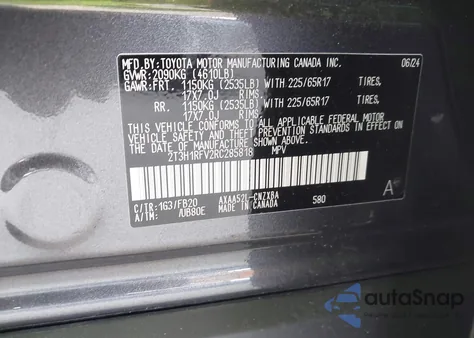 MFD.BY:TOYOTA MOTOR MANUFACTURING CANADA INC. 06/24
GVWR:2090KG (4610LB)
GAWR:FRT. 1150KG (2535LB) WITH 225/65R17 TIRES,
17X7.0J RIMS,
RR. 1150KG (2535LB) WITH 225/65R17 TIRES,
17X7.0J RIMS,
THIS VEHICLE CONFORMS TO ALL APPLICABLE FEDERAL MOTOR
VEHICLE SAFETY AND THEFT PREVENTION STANDARDS IN EFFECT
ON THE DATE OF MANUFACTURE SHOWN ABOVE.
2T3H1RFV2RC285818 MPV
C/TR:1G3/FB20 AXAA52L-CNZXBA 580 A
A/TM: /UB80E MADE IN CANADA
autoSnap